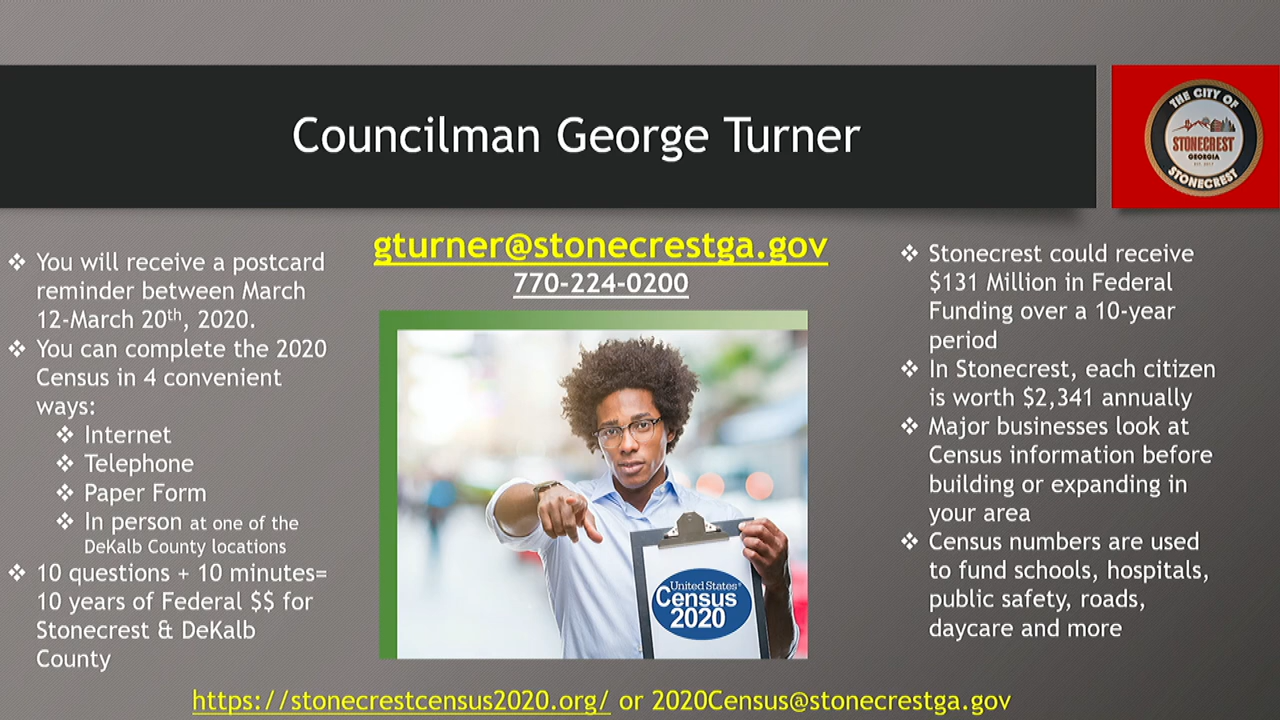 Councilman George Turner
THE CITY OF
STONECREST
GEORGIA
STONECREST
gturner@stonecrestga.gov
770-224-0200
❖ You will receive a postcard
reminder between March
12-March 20th, 2020.
❖ You can complete the 2020
Census in 4 convenient
ways:
❖ Internet
❖ Telephone
❖ Paper Form
❖ In person at one of the
DeKalb County locations
❖ 10 questions + 10 minutes=
10 years of Federal $$ for
Stonecrest & DeKalb
County
United States®
Census
2020
❖ Stonecrest could receive
$131 Million in Federal
Funding over a 10-year
period
❖ In Stonecrest, each citizen
is worth $2,341 annually
❖ Major businesses look at
Census information before
building or expanding in
your area
❖ Census numbers are used
to fund schools, hospitals,
public safety, roads,
daycare and more
https://stonecrestcensus2020.org/ or 2020Census@stonecrestga.gov